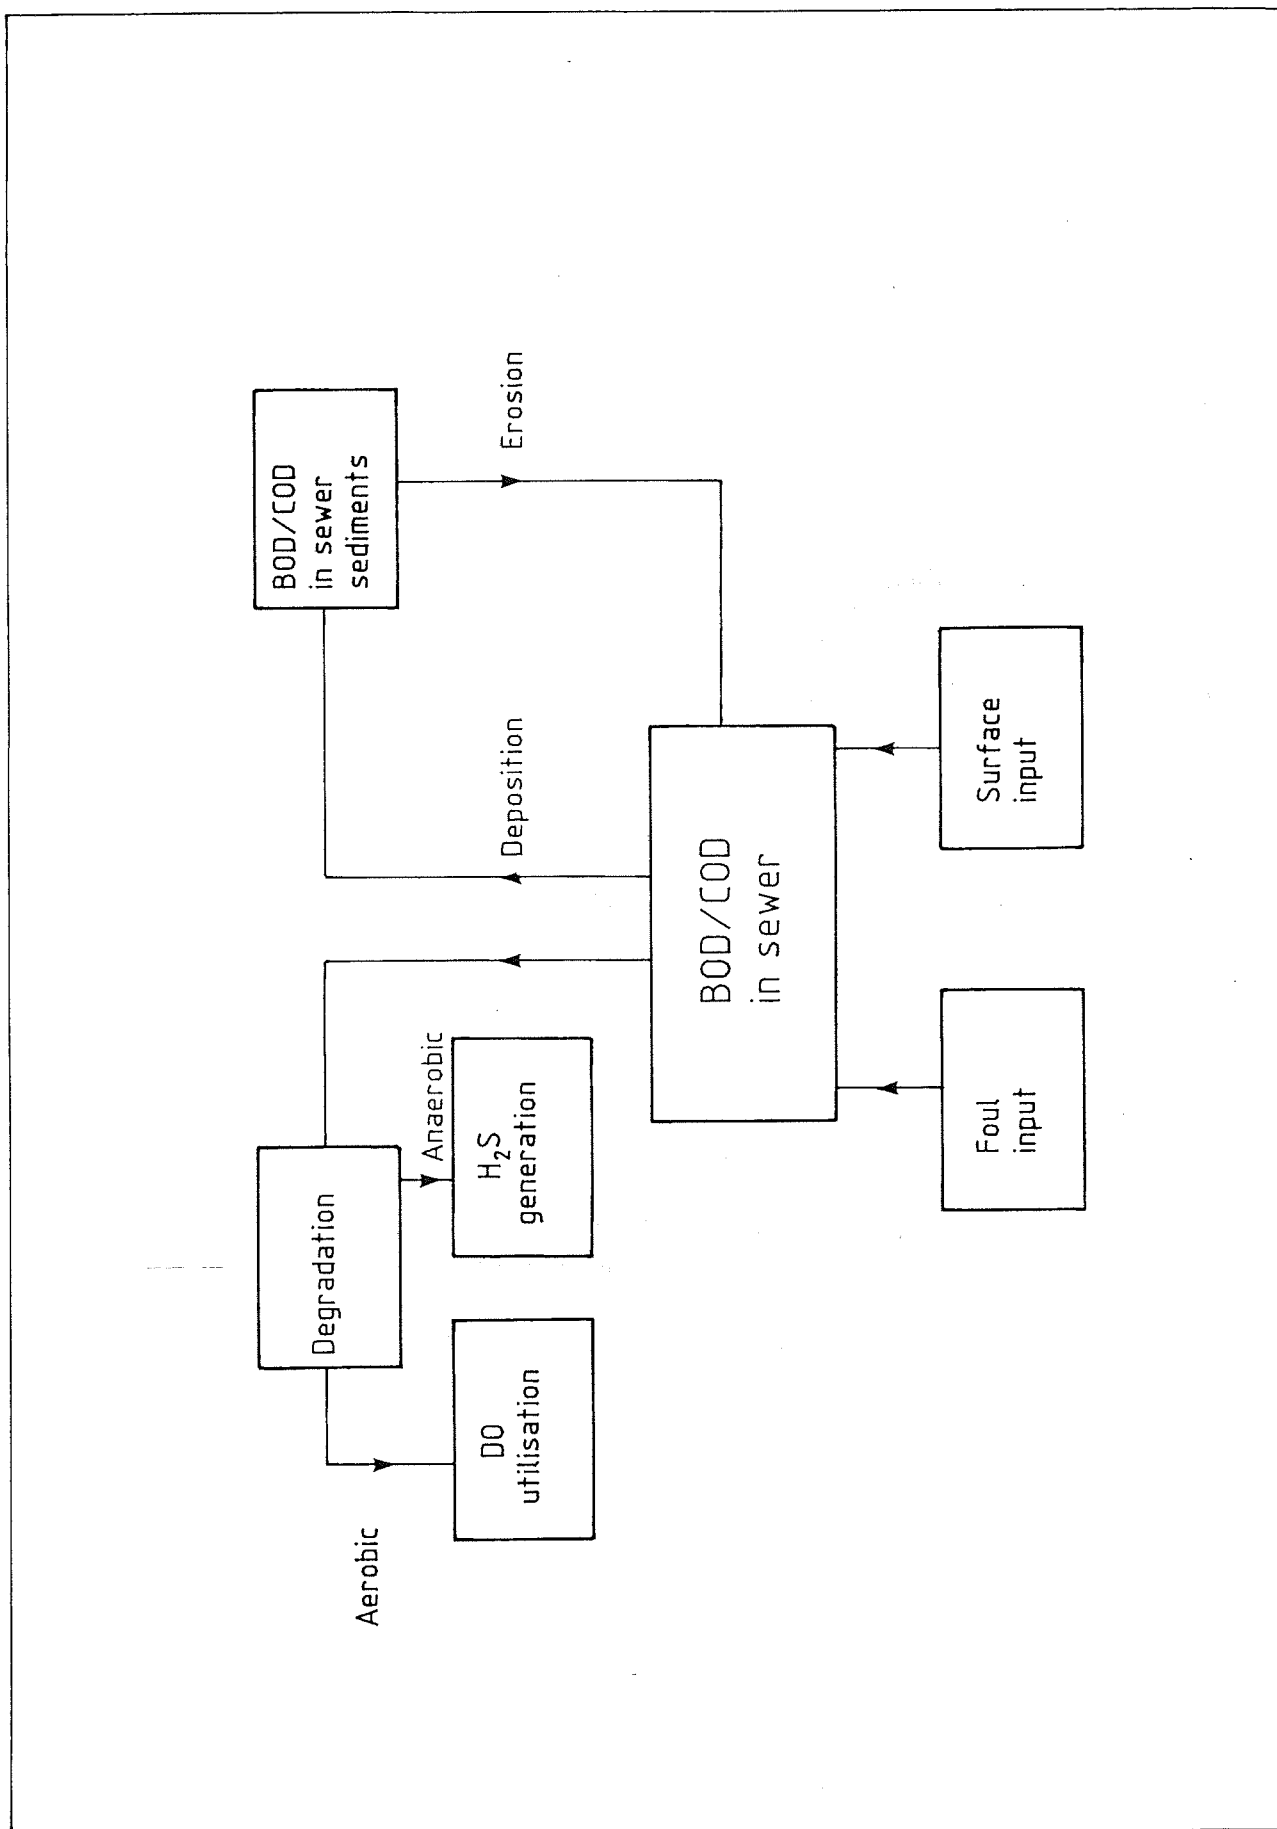 Aerobic
Degradation
DO
utilisation
Anaerobic
H₂S
generation
Deposition
BOD/COD
in sewer
sediments
Erosion
BOD/COD
in sewer
Foul
input
Surface
input